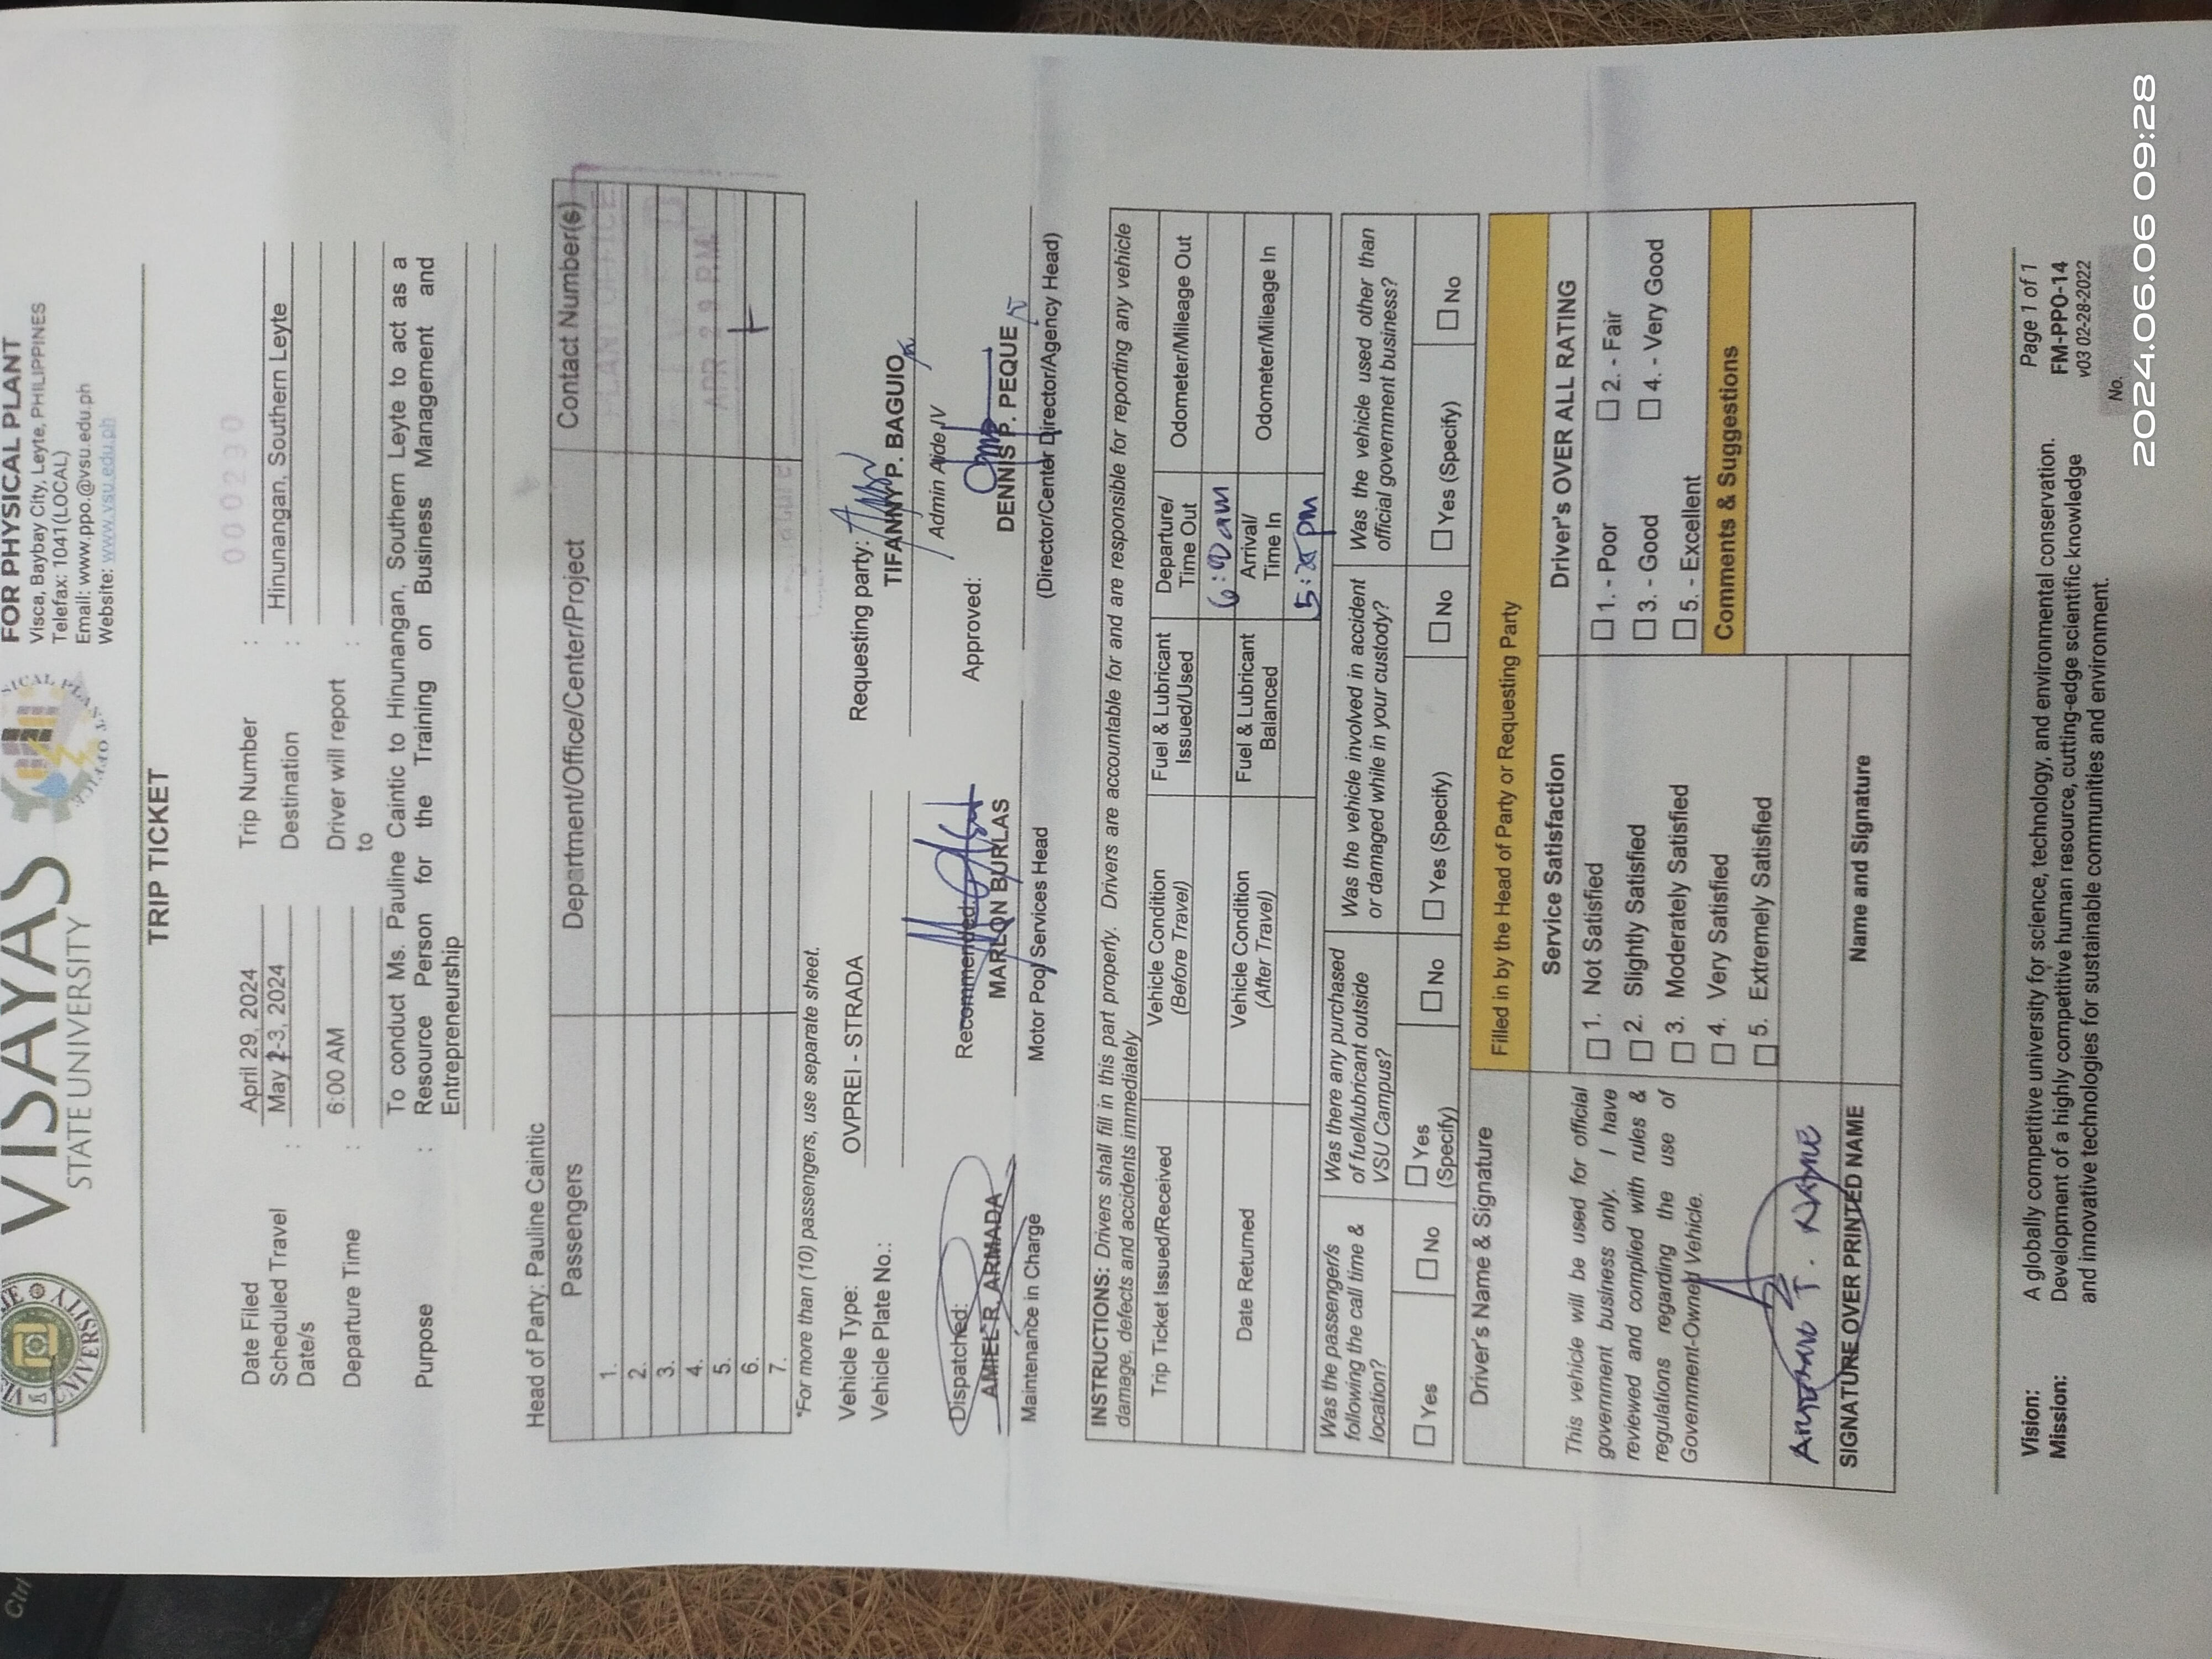 VISAYAS
STATE UNIVERSITY
FOR PHYSICAL PLANT
Visca, Baybay City, Leyte, PHILIPPINES
Telefax: 1041(LOCAL)
Email: www.ppo.@vsu.edu.ph
Website: www.vsu.edu.ph
TRIP TICKET
000290
Date Filed : April 29, 2024 Trip Number :
Scheduled Travel Date/s : May 2-3, 2024 Destination : Hinunangan, Southern Leyte
Departure Time : 6:00 AM Driver will report to :
Purpose : To conduct Ms. Pauline Caintic to Hinunangan, Southern Leyte to act as a
Resource Person for the Training on Business Management and
Entrepreneurship
Head of Party: Pauline Caintic
Passengers Department/Office/Center/Project Contact Number(s)
1.
2.
3.
4.
5.
6.
7.
APR 29
*For more than (10) passengers, use separate sheet.
Vehicle Type: OVPREI - STRADA Requesting party:
Vehicle Plate No.: TIFANNY P. BAGUIO
Admin Aide IV
Dispatched: Recommended: Approved:
AMIEL R. ARMADA MARLON BURLAS DENNIS P. PEQUE
Maintenance in Charge Motor Pool Services Head (Director/Center Director/Agency Head)
INSTRUCTIONS: Drivers shall fill in this part properly. Drivers are accountable for and are responsible for reporting any vehicle
damage, defects and accidents immediately
Trip Ticket Issued/Received Vehicle Condition (Before Travel) Fuel & Lubricant Issued/Used Departure/ Time Out Odometer/Mileage Out
6:00 am
Date Returned Vehicle Condition (After Travel) Fuel & Lubricant Balanced Arrival/ Time In Odometer/Mileage In
Was the passenger/s following the call time & location? Was there any purchased of fuel/lubricant outside VSU Campus? Was the vehicle involved in accident or damaged while in your custody? Was the vehicle used other than official government business?
☐ Yes ☐ No ☐ Yes (Specify) ☐ No ☐ Yes (Specify) ☐ No ☐ Yes (Specify) ☐ No
Driver's Name & Signature Filled in by the Head of Party or Requesting Party
Service Satisfaction Driver's OVER ALL RATING
This vehicle will be used for official
government business only. I have
reviewed and complied with rules &
regulations regarding the use of
Government-Owned Vehicle.
☐ 1. Not Satisfied
☐ 2. Slightly Satisfied
☐ 3. Moderately Satisfied
☐ 4. Very Satisfied
☐ 5. Extremely Satisfied
☐ 1. - Poor ☐ 2. - Fair
☐ 3. - Good ☐ 4. - Very Good
☐ 5. - Excellent
Comments & Suggestions
SIGNATURE OVER PRINTED NAME Name and Signature
Vision: A globally competitive university for science, technology, and environmental conservation.
Mission: Development of a highly competitive human resource, cutting-edge scientific knowledge
and innovative technologies for sustainable communities and environment.
Page 1 of 1
FM-PPO-14
v03 02-28-2022
No.
2024.06.06 09:28
Ctrl